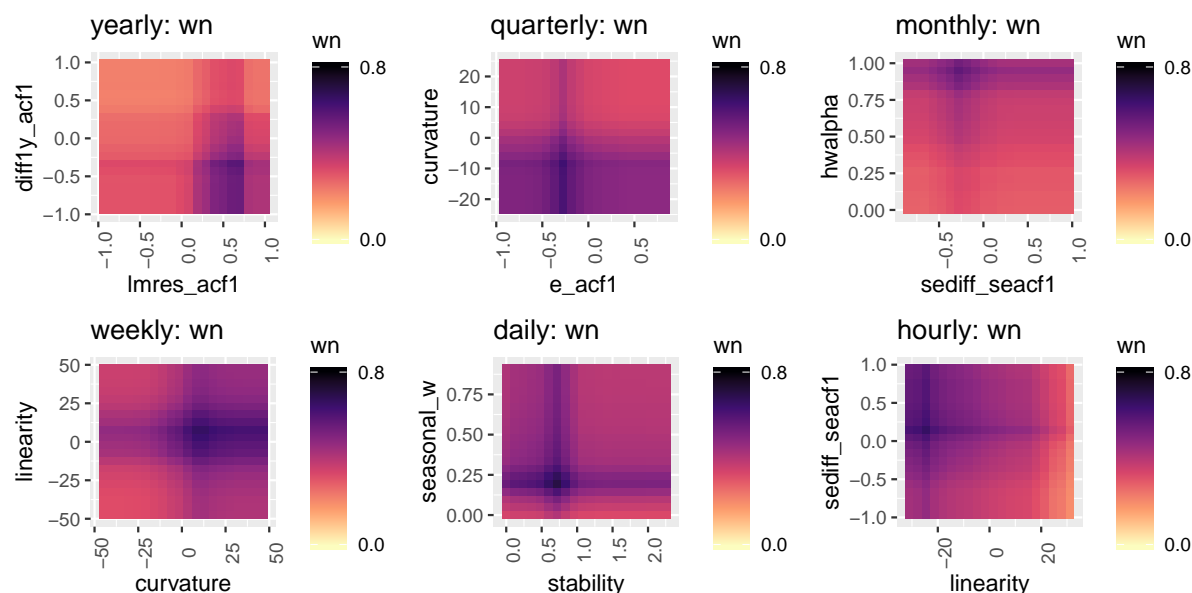 yearly: wn
diff1y_acf1
1.0
0.5
0.0
−0.5
−1.0
−1.0
−0.5
0.0
0.5
1.0
lmres_acf1
wn
0.8
0.0
quarterly: wn
curvature
20
10
0
−10
−20
−1.0
−0.5
0.0
0.5
e_acf1
wn
0.8
0.0
monthly: wn
hwalpha
1.00
0.75
0.50
0.25
0.00
−0.5
0.0
0.5
1.0
sediff_seacf1
wn
0.8
0.0
weekly: wn
linearity
50
25
0
−25
−50
−50
−25
0
25
50
curvature
wn
0.8
0.0
daily: wn
seasonal_w
0.75
0.50
0.25
0.00
0.0
0.5
1.0
1.5
2.0
stability
wn
0.8
0.0
hourly: wn
sediff_seacf1
1.0
0.5
0.0
−0.5
−1.0
−20
0
20
linearity
wn
0.8
0.0